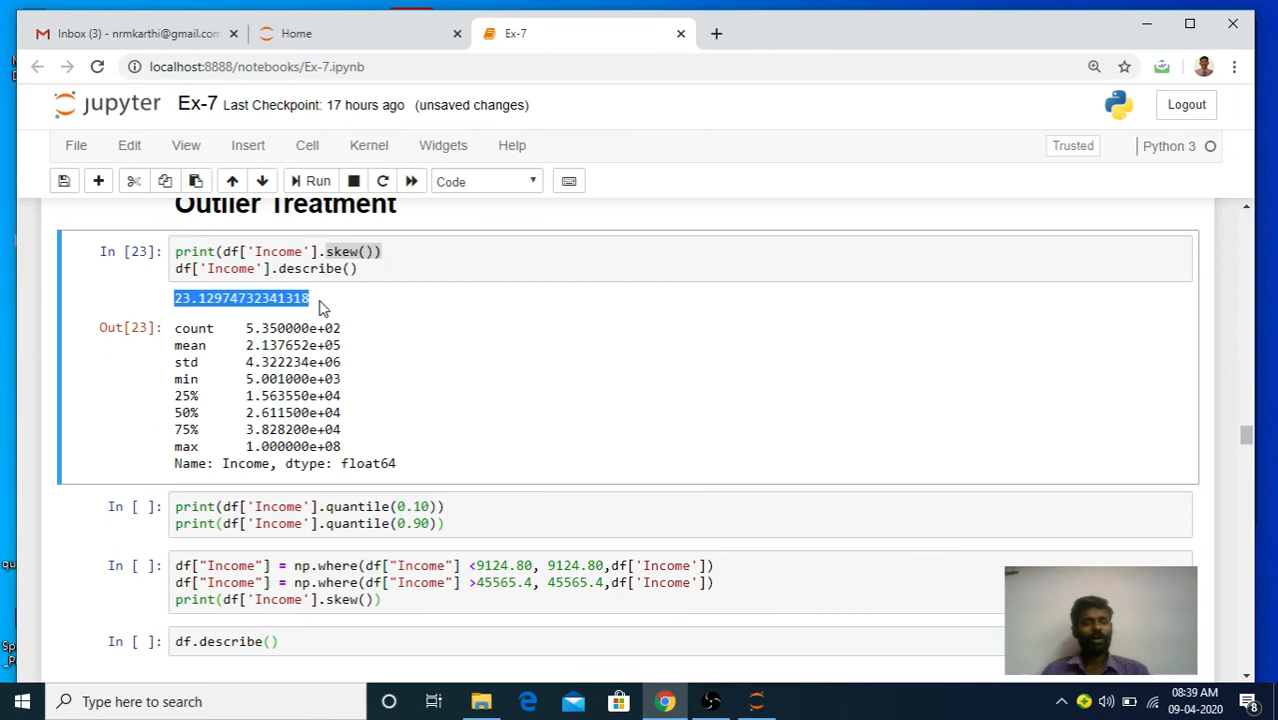 Inbox (3) - nrmkarthi@gmail.com
Home
Ex-7
localhost:8888/notebooks/Ex-7.ipynb
jupyter Ex-7 Last Checkpoint: 17 hours ago (unsaved changes)
Logout
File Edit View Insert Cell Kernel Widgets Help
Trusted
Python 3
Run
Code
Outlier Treatment
In [23]: print(df['Income'].skew())
df['Income'].describe()
23.12974732341318
Out[23]: count 5.350000e+02
mean 2.137652e+05
std 4.322234e+06
min 5.001000e+03
25% 1.563550e+04
50% 2.611500e+04
75% 3.828200e+04
max 1.000000e+08
Name: Income, dtype: float64
In [ ]: print(df['Income'].quantile(0.10))
print(df['Income'].quantile(0.90))
In [ ]: df["Income"] = np.where(df["Income"] <9124.80, 9124.80,df['Income'])
df["Income"] = np.where(df["Income"] >45565.4, 45565.4,df['Income'])
print(df['Income'].skew())
In [ ]: df.describe()
Type here to search
08:39 AM
09-04-2020
8